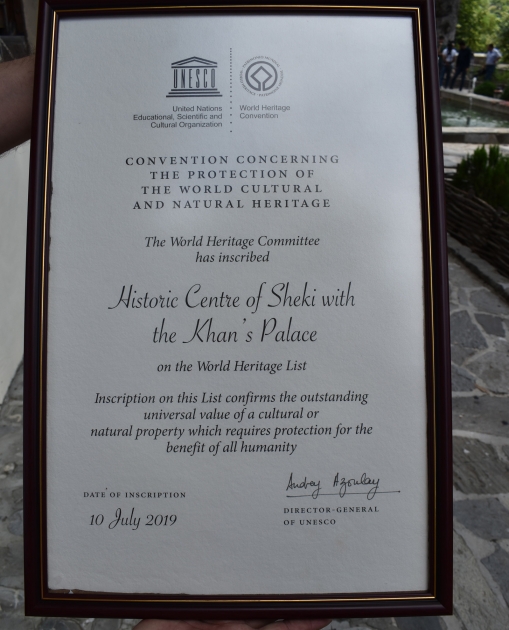 UNESCO
United Nations
Educational, Scientific and
Cultural Organization
World Heritage
Convention
CONVENTION CONCERNING
THE PROTECTION OF
THE WORLD CULTURAL
AND NATURAL HERITAGE
The World Heritage Committee
has inscribed
Historic Centre of Sheki with
the Khan's Palace
on the World Heritage List
Inscription on this List confirms the outstanding
universal value of a cultural or
natural property which requires protection for the
benefit of all humanity
DATE OF INSCRIPTION
10 July 2019
Audrey Azoulay
DIRECTOR-GENERAL
OF UNESCO